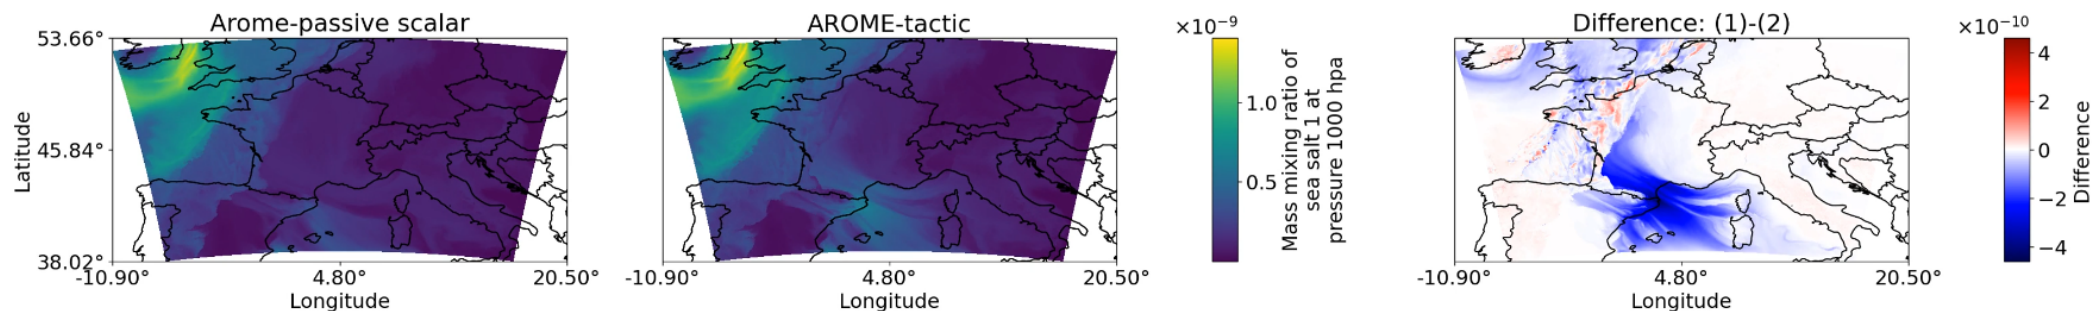 Arome-passive scalar
AROME-tactic
Difference: (1)-(2)
×10⁻⁹
×10⁻¹⁰
53.66°
45.84°
38.02°
Latitude
-10.90°
4.80°
20.50°
Longitude
-10.90°
4.80°
20.50°
Longitude
1.0
0.5
Mass mixing ratio of
sea salt 1 at
pressure 1000 hpa
-10.90°
4.80°
20.50°
Longitude
4
2
0
−2
−4
Difference